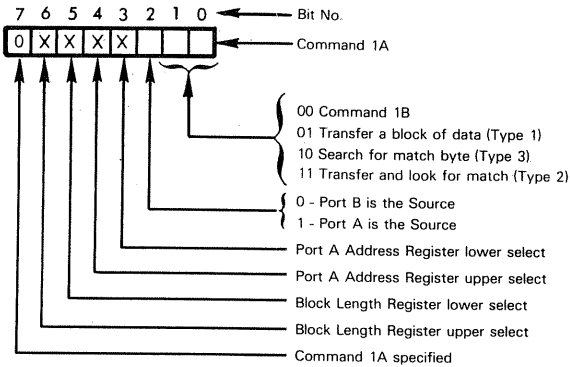 7 6 5 4 3 2 1 0 Bit No.
0 X X X X Command 1A
00 Command 1B
01 Transfer a block of data (Type 1)
10 Search for match byte (Type 3)
11 Transfer and look for match (Type 2)
0 - Port B is the Source
1 - Port A is the Source
Port A Address Register lower select
Port A Address Register upper select
Block Length Register lower select
Block Length Register upper select
Command 1A specified